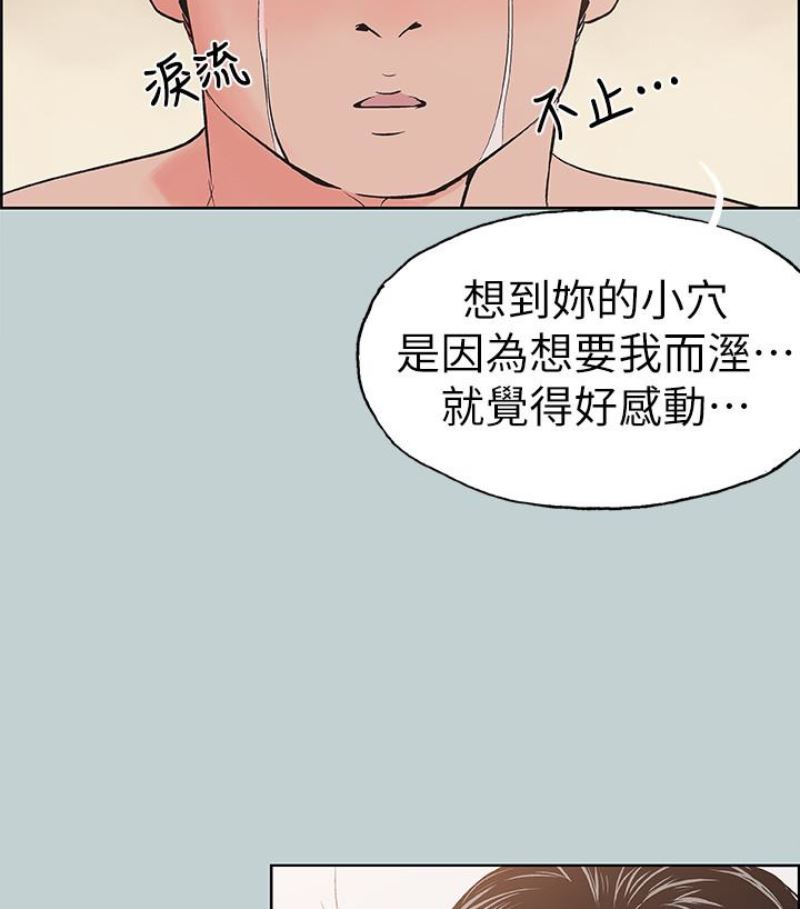 淚流
不止…
想到妳的小穴
是因為想要我而溼…
就覺得好感動…